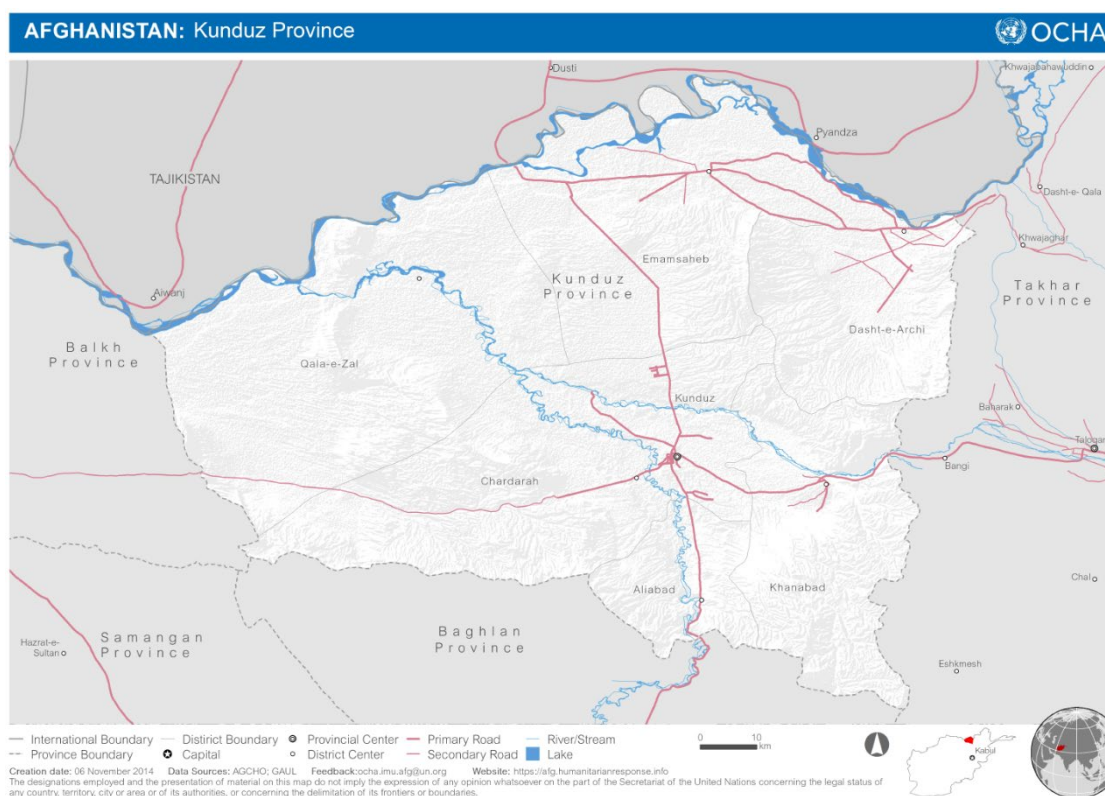 AFGHANISTAN: Kunduz Province
OCHA
Dusti
Khwajabahawuddin
Pyandza
TAJIKISTAN
Dasht-e- Qala
Khwajaghar
Emamsaheb
Kunduz
Province
Takhar
Province
Aiwanj
Dasht-e-Archi
Balkh
Province
Qala-e-Zal
Kunduz
Baharak
Taloqan
Bangi
Chardarah
Chal
Aliabad
Khanabad
Samangan
Province
Hazrat-e-
Sultan
Baghlan
Province
Eshkmesh
International Boundary
District Boundary
Provincial Center
Primary Road
River/Stream
Province Boundary
Capital
District Center
Secondary Road
Lake
0 10
km
Kabul
Creation date: 06 November 2014 Data Sources: AGCHO; GAUL Feedback:ocha.imu.afg@un.org Website: https://afg.humanitarianresponse.info
The designations employed and the presentation of material on this map do not imply the expression of any opinion whatsoever on the part of the Secretariat of the United Nations concerning the legal status of
any country, territory, city or area or of its authorities, or concerning the delimitation of its frontiers or boundaries.